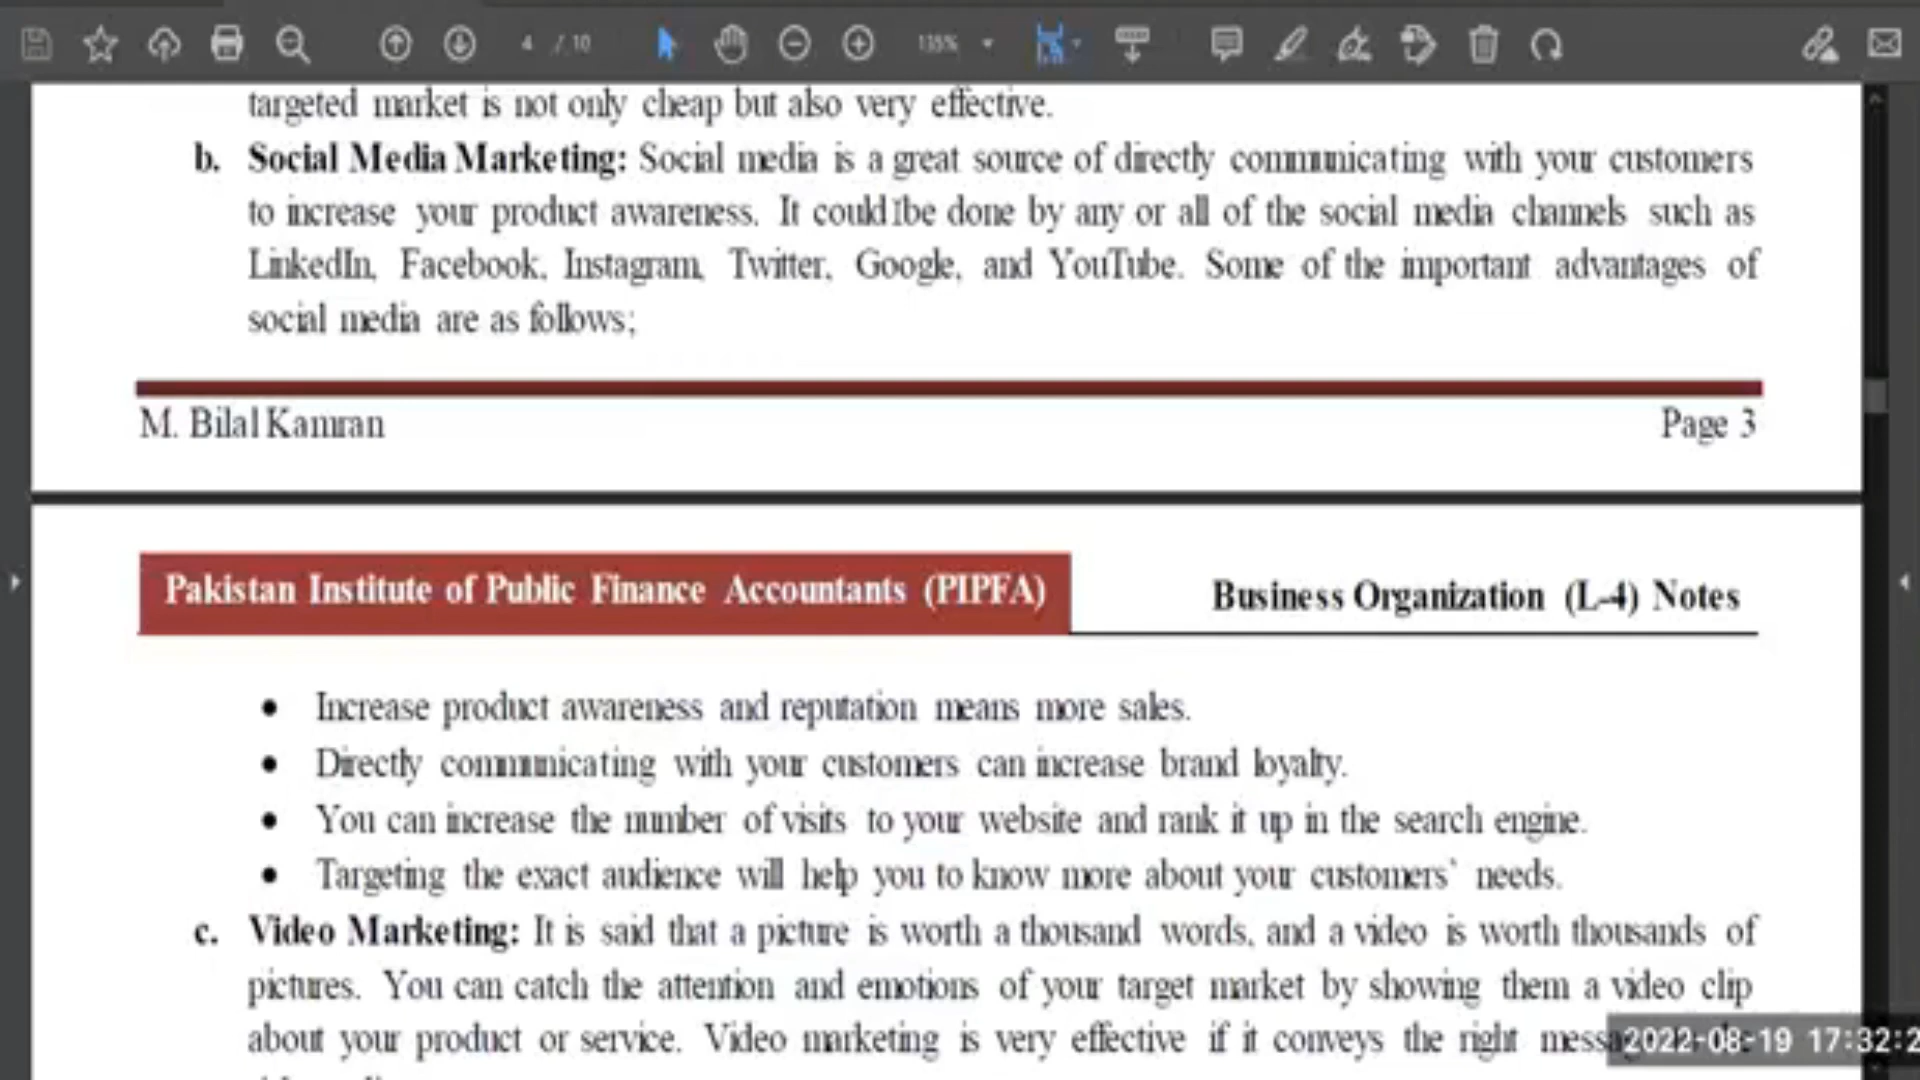 4 / 10
135%
targeted market is not only cheap but also very effective.
b. Social Media Marketing: Social media is a great source of directly communicating with your customers
to increase your product awareness. It could be done by any or all of the social media channels such as
LinkedIn, Facebook, Instagram, Twitter, Google, and YouTube. Some of the important advantages of
social media are as follows;
M. Bilal Kamran
Page 3
Pakistan Institute of Public Finance Accountants (PIPFA)
Business Organization (L-4) Notes
• Increase product awareness and reputation means more sales.
• Directly communicating with your customers can increase brand loyalty.
• You can increase the number of visits to your website and rank it up in the search engine.
• Targeting the exact audience will help you to know more about your customers' needs.
c. Video Marketing: It is said that a picture is worth a thousand words, and a video is worth thousands of
pictures. You can catch the attention and emotions of your target market by showing them a video clip
about your product or service. Video marketing is very effective if it conveys the right
2022-08-19 17:32:2